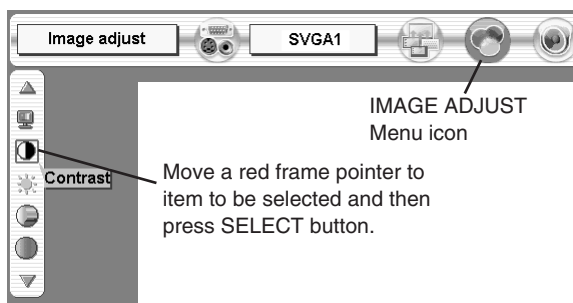 Image adjust
SVGA1
IMAGE ADJUST
Menu icon
Contrast
Move a red frame pointer to
item to be selected and then
press SELECT button.